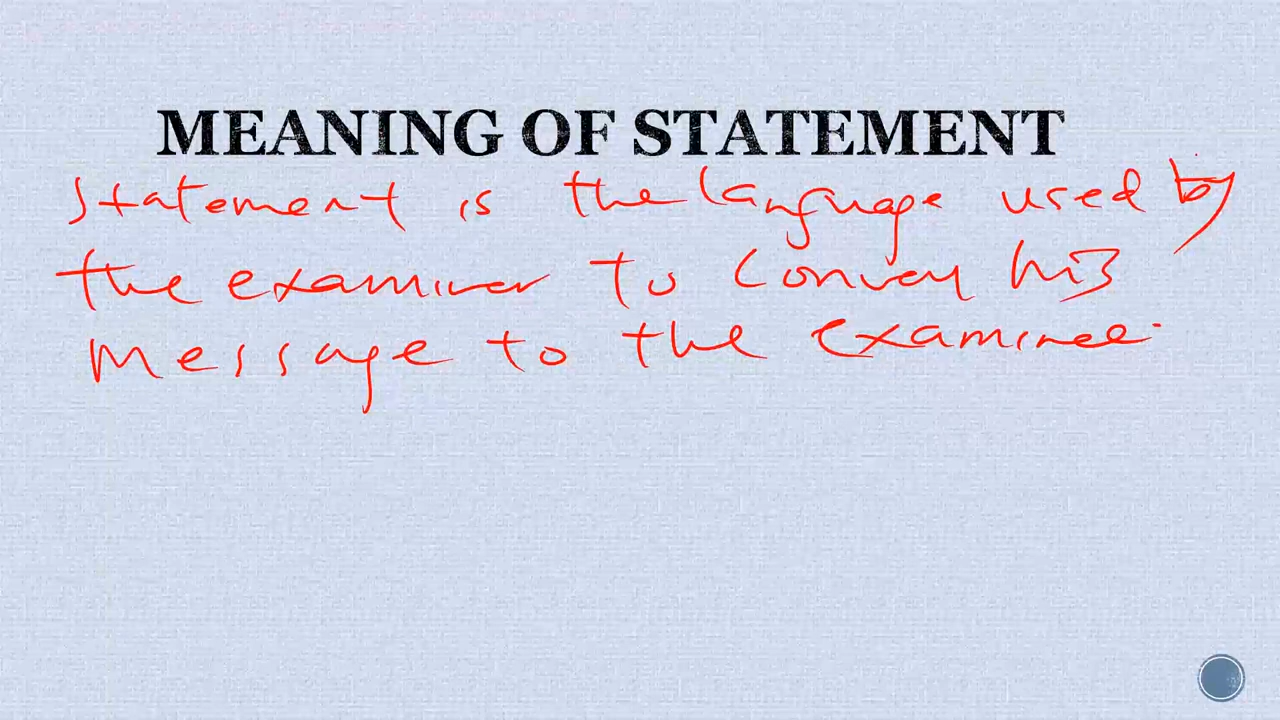 MEANING OF STATEMENT
Statement is the language used by
the examiner to convey his
message to the examinee.